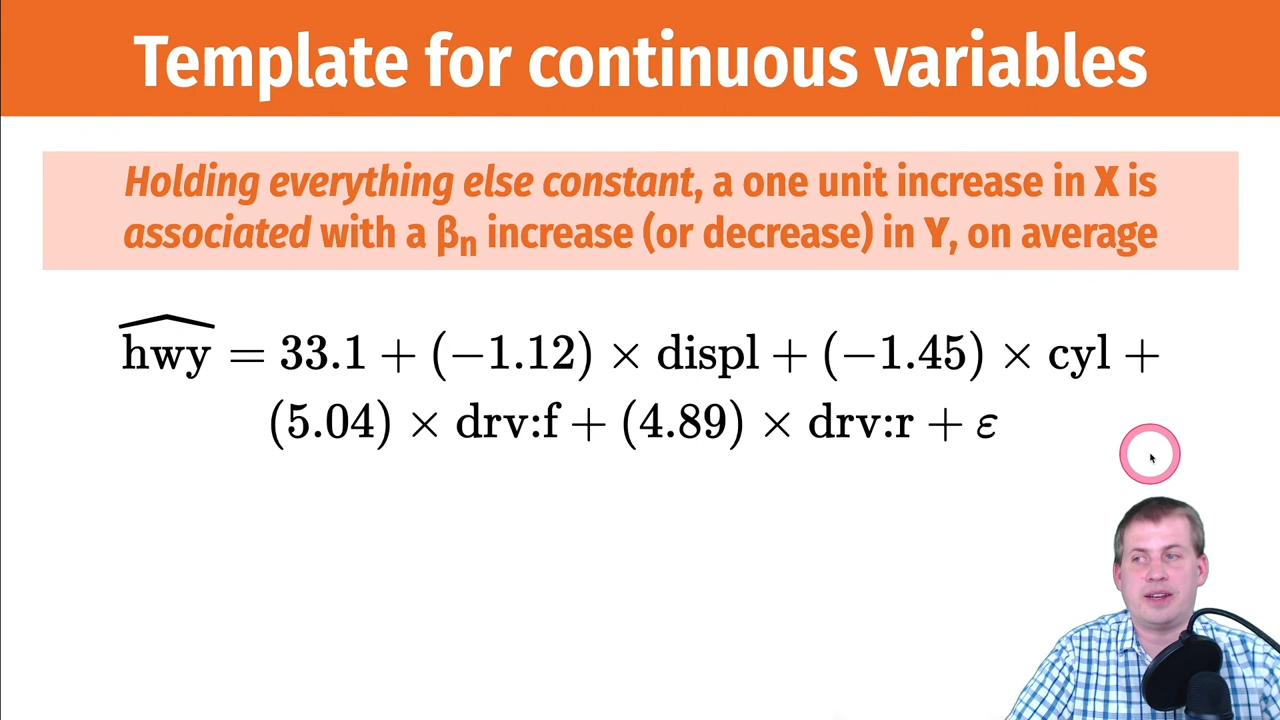 Template for continuous variables
Holding everything else constant, a one unit increase in X is
associated with a βn increase (or decrease) in Y, on average
hwy = 33.1 + (−1.12) × displ + (−1.45) × cyl +
(5.04) × drv:f + (4.89) × drv:r + ε